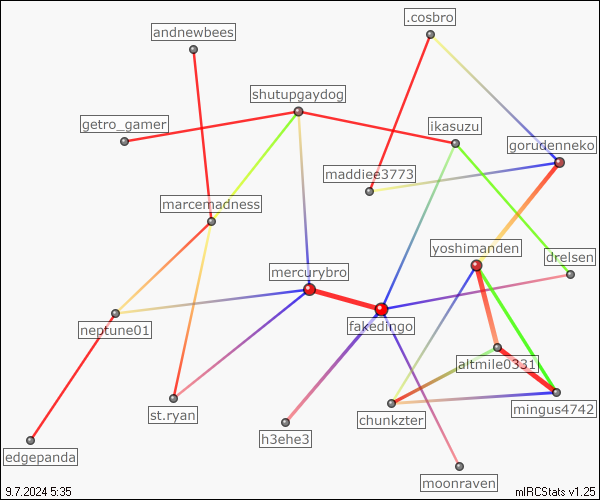 .cosbro
andnewbees
shutupgaydog
getro_gamer
ikasuzu
gorudenneko
maddiee3773
marcemadness
yoshimanden
drelsen
mercurybro
fakedingo
neptune01
altmile0331
st.ryan
chunkzter
mingus4742
h3ehe3
edgepanda
moonraven
9.7.2024 5:35
mIRCStats v1.25